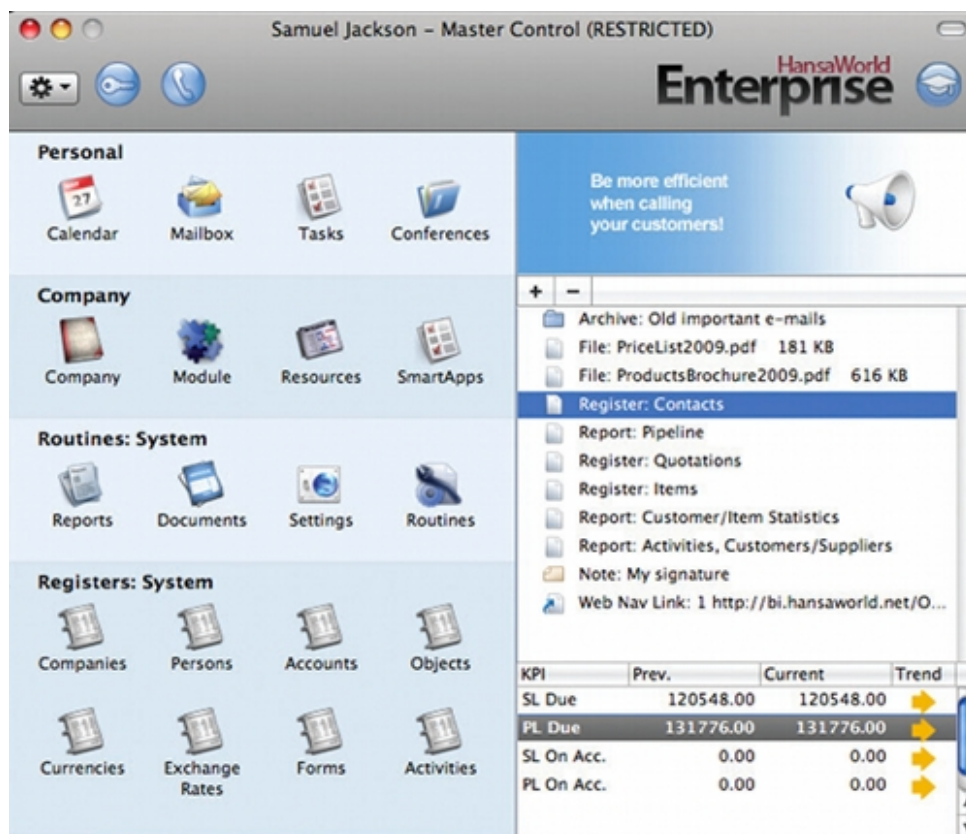 Samuel Jackson – Master Control (RESTRICTED)
HansaWorld
Enterprise
Personal
27
Calendar Mailbox Tasks Conferences
Company
Company Module Resources SmartApps
Routines: System
Reports Documents Settings Routines
Registers: System
Companies Persons Accounts Objects
Currencies Exchange Rates Forms Activities
Be more efficient
when calling
your customers!
+ −
Archive: Old important e-mails
File: PriceList2009.pdf 181 KB
File: ProductsBrochure2009.pdf 616 KB
Register: Contacts
Report: Pipeline
Register: Quotations
Register: Items
Report: Customer/Item Statistics
Report: Activities, Customers/Suppliers
Note: My signature
Web Nav Link: 1 http://bi.hansaworld.net/O...
KPI Prev. Current Trend
SL Due 120548.00 120548.00
PL Due 131776.00 131776.00
SL On Acc. 0.00 0.00
PL On Acc. 0.00 0.00